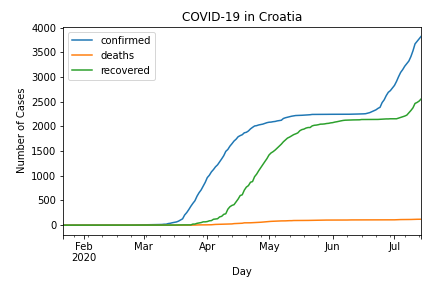 COVID-19 in Croatia
confirmed
deaths
recovered
4000
3500
3000
2500
2000
1500
1000
500
0
Number of Cases
Feb Mar Apr May Jun Jul
2020
Day